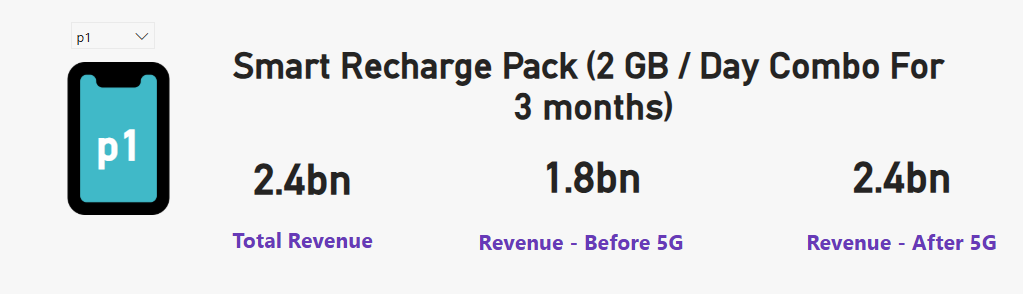 p1
Smart Recharge Pack (2 GB / Day Combo For
3 months)
p1
2.4bn
1.8bn
2.4bn
Total Revenue
Revenue - Before 5G
Revenue - After 5G